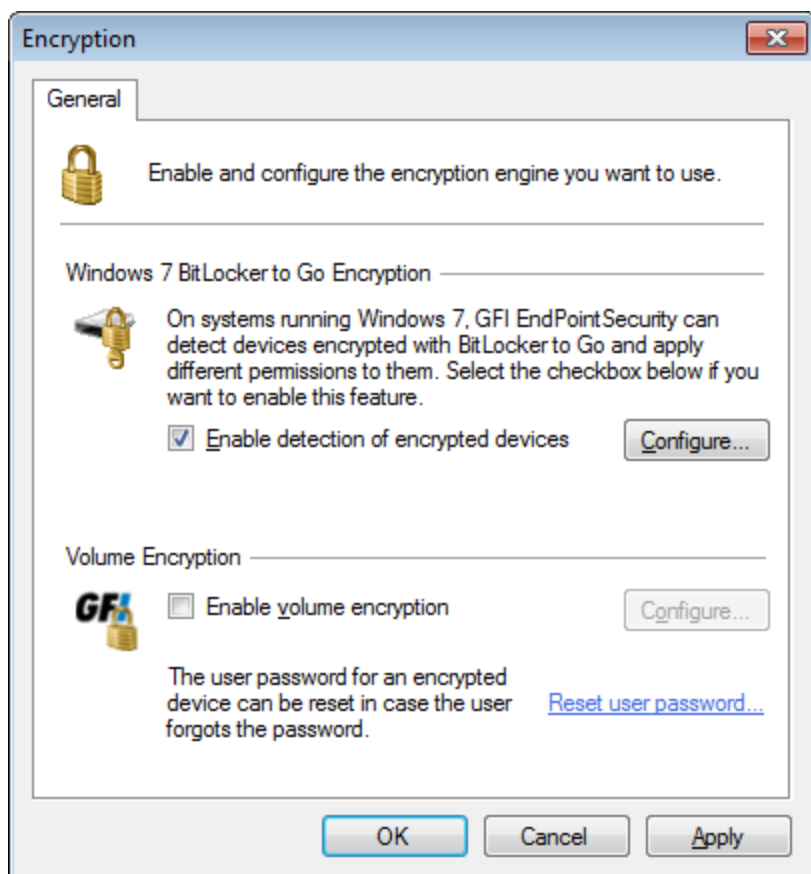 Encryption
General
Enable and configure the encryption engine you want to use.
Windows 7 BitLocker to Go Encryption
On systems running Windows 7, GFI EndPointSecurity can
detect devices encrypted with BitLocker to Go and apply
different permissions to them. Select the checkbox below if you
want to enable this feature.
Enable detection of encrypted devices Configure...
Volume Encryption
GFI Enable volume encryption Configure...
The user password for an encrypted
device can be reset in case the user Reset user password...
forgots the password.
OK Cancel Apply